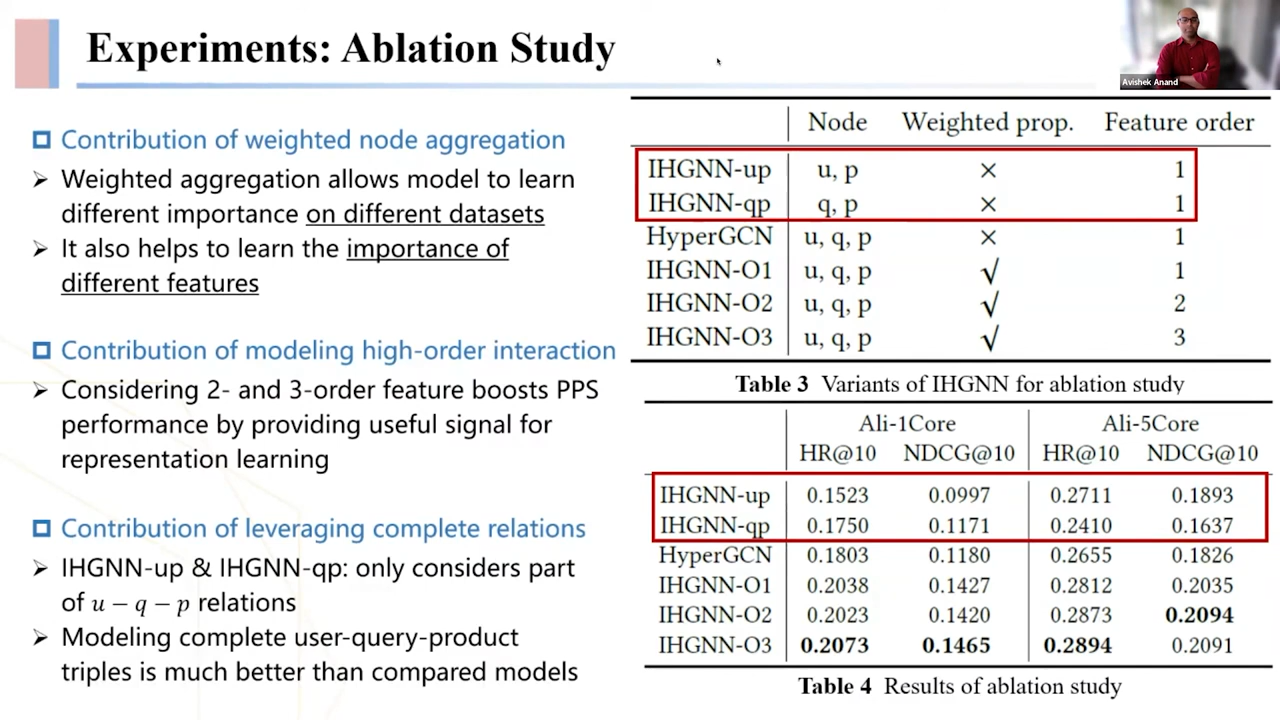 Experiments: Ablation Study
Avishek Anand
Contribution of weighted node aggregation
Weighted aggregation allows model to learn
different importance on different datasets
It also helps to learn the importance of
different features
Contribution of modeling high-order interaction
Considering 2- and 3-order feature boosts PPS
performance by providing useful signal for
representation learning
Contribution of leveraging complete relations
IHGNN-up & IHGNN-qp: only considers part
of u − q − p relations
Modeling complete user-query-product
triples is much better than compared models
Node Weighted prop. Feature order
IHGNN-up u, p × 1
IHGNN-qp q, p × 1
HyperGCN u, q, p × 1
IHGNN-O1 u, q, p √ 1
IHGNN-O2 u, q, p √ 2
IHGNN-O3 u, q, p √ 3
Table 3 Variants of IHGNN for ablation study
Ali-1Core Ali-5Core
HR@10 NDCG@10 HR@10 NDCG@10
IHGNN-up 0.1523 0.0997 0.2711 0.1893
IHGNN-qp 0.1750 0.1171 0.2410 0.1637
HyperGCN 0.1803 0.1180 0.2655 0.1826
IHGNN-O1 0.2038 0.1427 0.2812 0.2035
IHGNN-O2 0.2023 0.1420 0.2873 0.2094
IHGNN-O3 0.2073 0.1465 0.2894 0.2091
Table 4 Results of ablation study